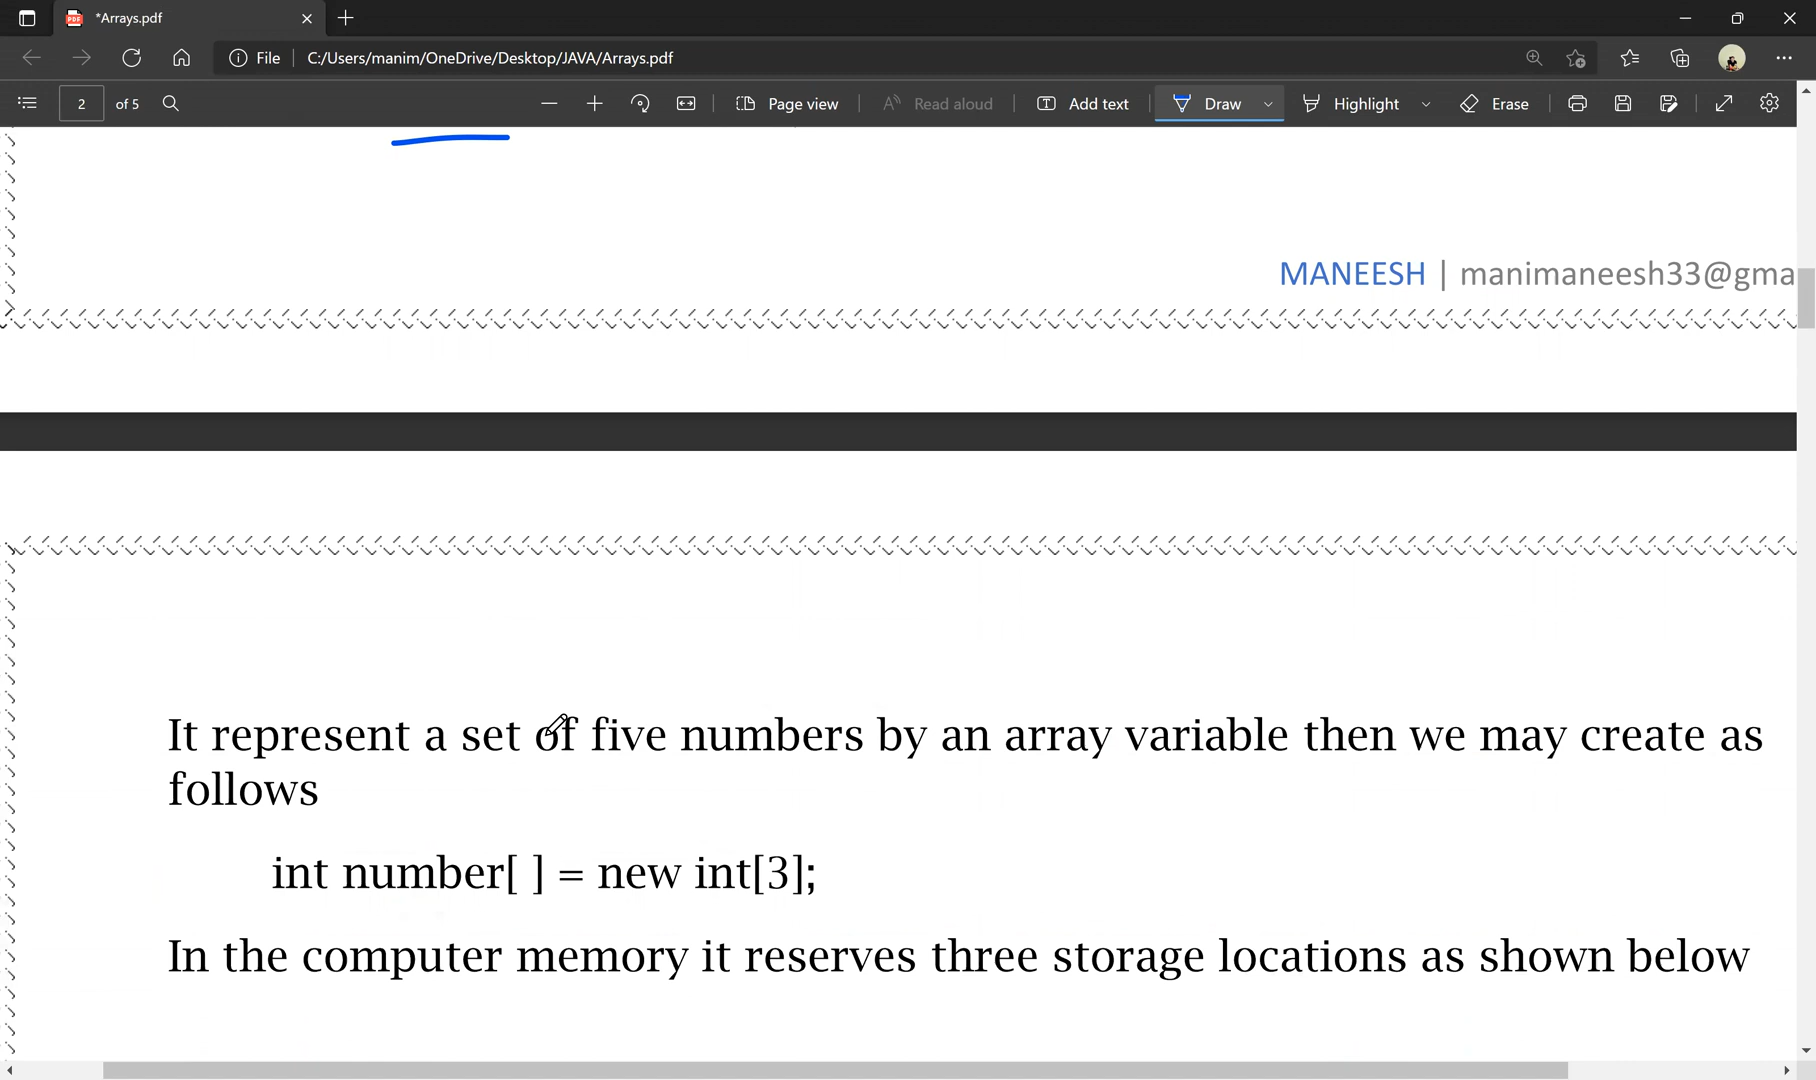 *Arrays.pdf
File
C:/Users/manim/OneDrive/Desktop/JAVA/Arrays.pdf
2 of 5
Page view
Read aloud
Add text
Draw
Highlight
Erase
MANEESH | manimaneesh33@gma
It represent a set of five numbers by an array variable then we may create as
follows
int number[ ] = new int[3];
In the computer memory it reserves three storage locations as shown below